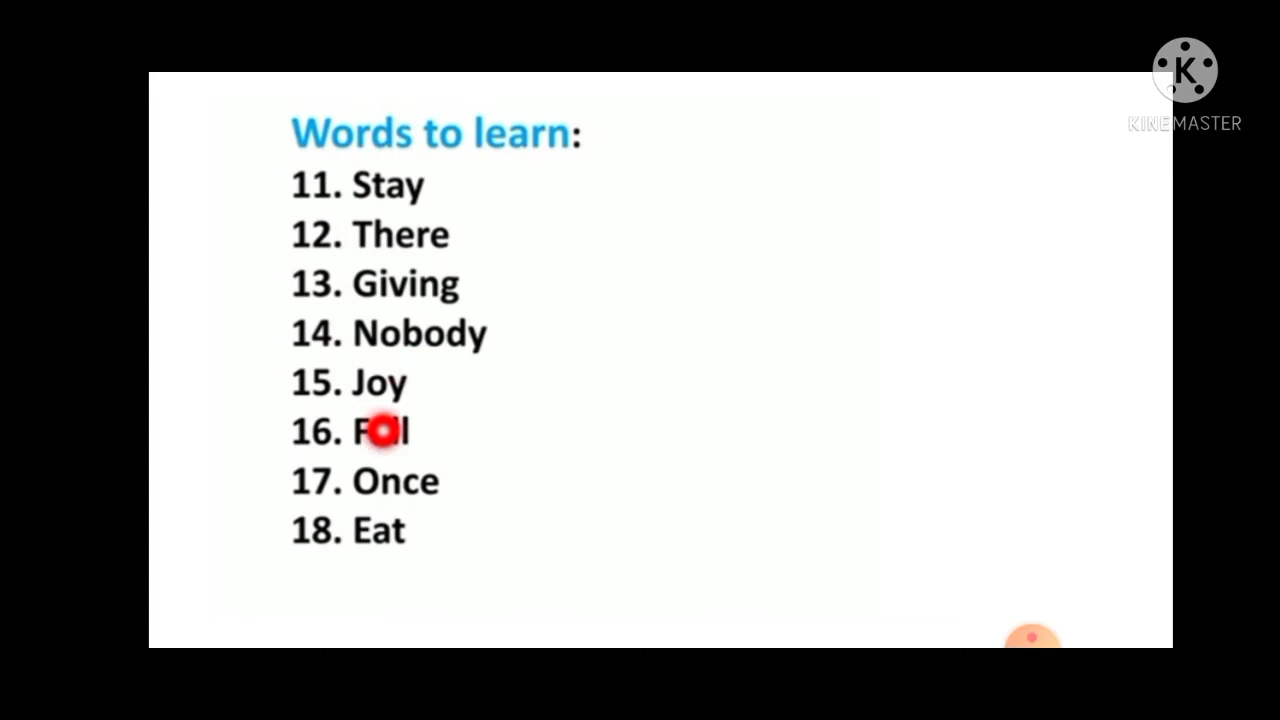 Words to learn:
11. Stay
12. There
13. Giving
14. Nobody
15. Joy
16.
17. Once
18. Eat
K
KINEMASTER